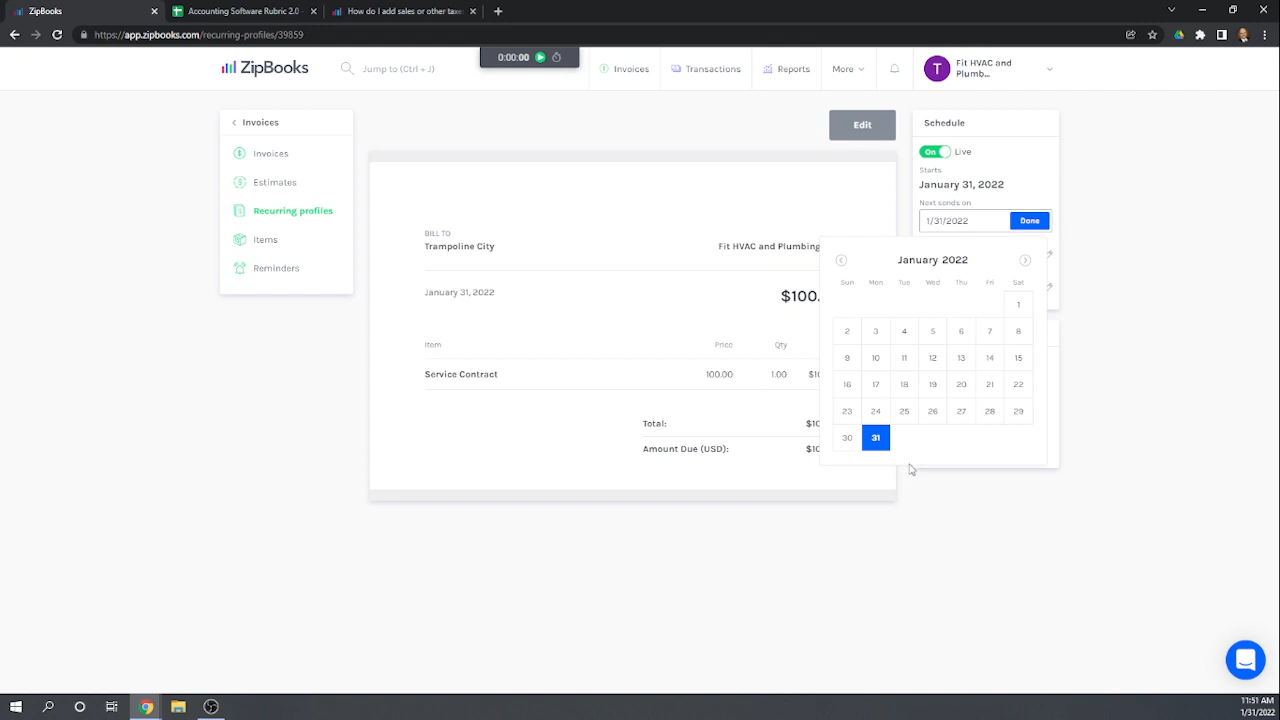 ZipBooks
Accounting Software Rubric 2.0 -
How do I add sales or other taxe
https://app.zipbooks.com/recurring-profiles/39859
ZipBooks
Jump to (Ctrl + J)
0:00:00
Invoices
Transactions
Reports
More
T
Fit HVAC and
Plumb...
Invoices
Invoices
Estimates
Recurring profiles
Items
Reminders
Edit
BILL TO
Trampoline City
Fit HVAC and Plumbing
January 31, 2022
$100.
Item
Price
Qty
Service Contract
100.00
1.00
$10
Total:
$10
Amount Due (USD):
$10
Schedule
On
Live
Starts
January 31, 2022
Next sends on
1/31/2022
Done
January 2022
Sun Mon Tue Wed Thu Fri Sat
1
2 3 4 5 6 7 8
9 10 11 12 13 14 15
16 17 18 19 20 21 22
23 24 25 26 27 28 29
30 31
11:51 AM
1/31/2022